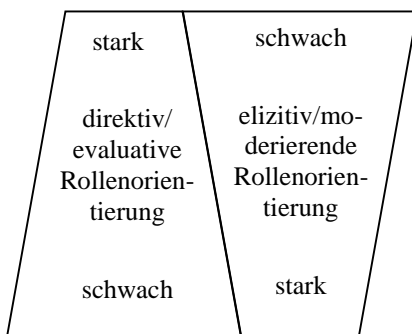 stark
direktiv/
evaluative
Rollenorien-
tierung
schwach
schwach
elizitiv/mo-
derierende
Rollenorien-
tierung
stark